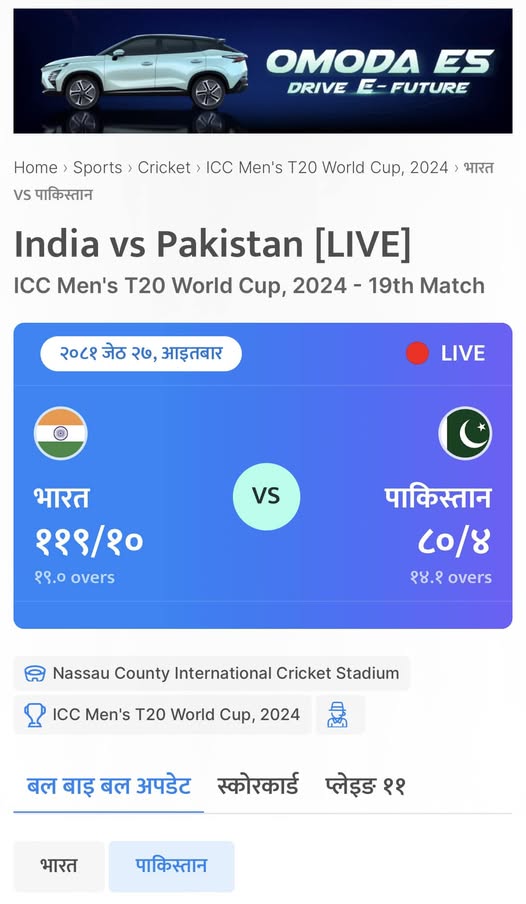 OMODA E5
DRIVE E-FUTURE
Home › Sports › Cricket › ICC Men's T20 World Cup, 2024 › भारत
VS पाकिस्तान
India vs Pakistan [LIVE]
ICC Men's T20 World Cup, 2024 - 19th Match
२०८१ जेठ २७, आइतबार
LIVE
भारत
VS
पाकिस्तान
११९/१०
८०/४
१९.० overs
१४.१ overs
Nassau County International Cricket Stadium
ICC Men's T20 World Cup, 2024
बल बाइ बल अपडेट स्कोरकार्ड प्लेइङ ११
भारत पाकिस्तान